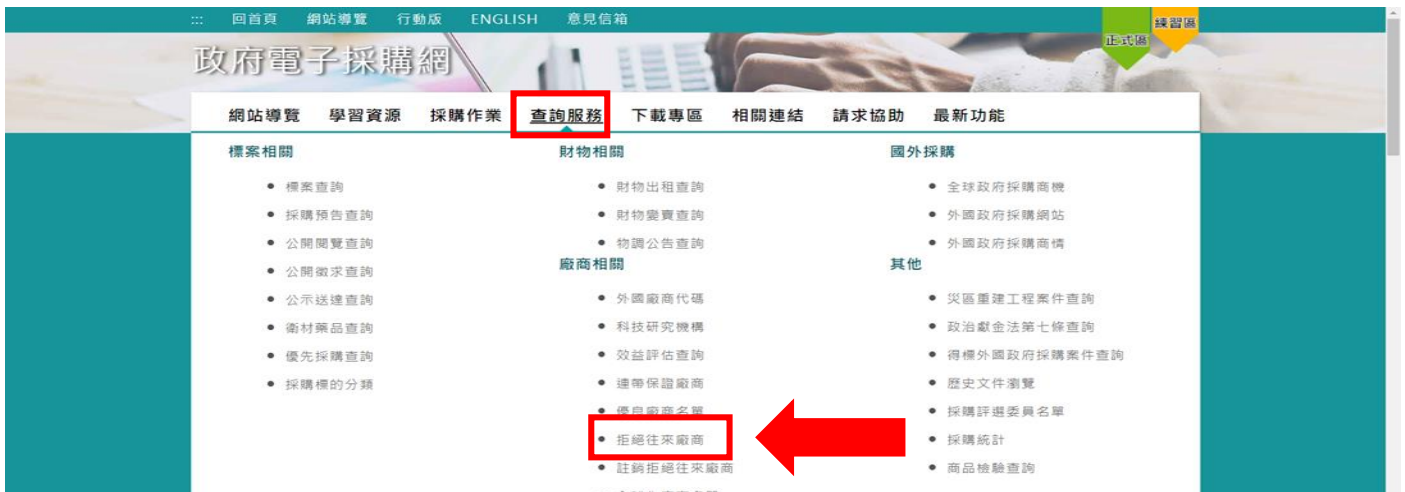 ::: 回首頁 網站導覽 行動版 ENGLISH 意見信箱
練習區
正式區
政府電子採購網
網站導覽 學習資源 採購作業 查詢服務 下載專區 相關連結 請求協助 最新功能
標案相關
標案查詢
採購預告查詢
公開閱覽查詢
公開徵求查詢
公示送達查詢
衛材藥品查詢
優先採購查詢
採購標的分類
財物相關
財物出租查詢
財物變賣查詢
物調公告查詢
廠商相關
外國廠商代碼
科技研究機構
效益評估查詢
連帶保證廠商
優良廠商名單
拒絕往來廠商
註銷拒絕往來廠商
國外採購
全球政府採購商機
外國政府採購網站
外國政府採購商情
其他
災區重建工程案件查詢
政治獻金法第七條查詢
得標外國政府採購案件查詢
歷史文件瀏覽
採購評選委員名單
採購統計
商品檢驗查詢